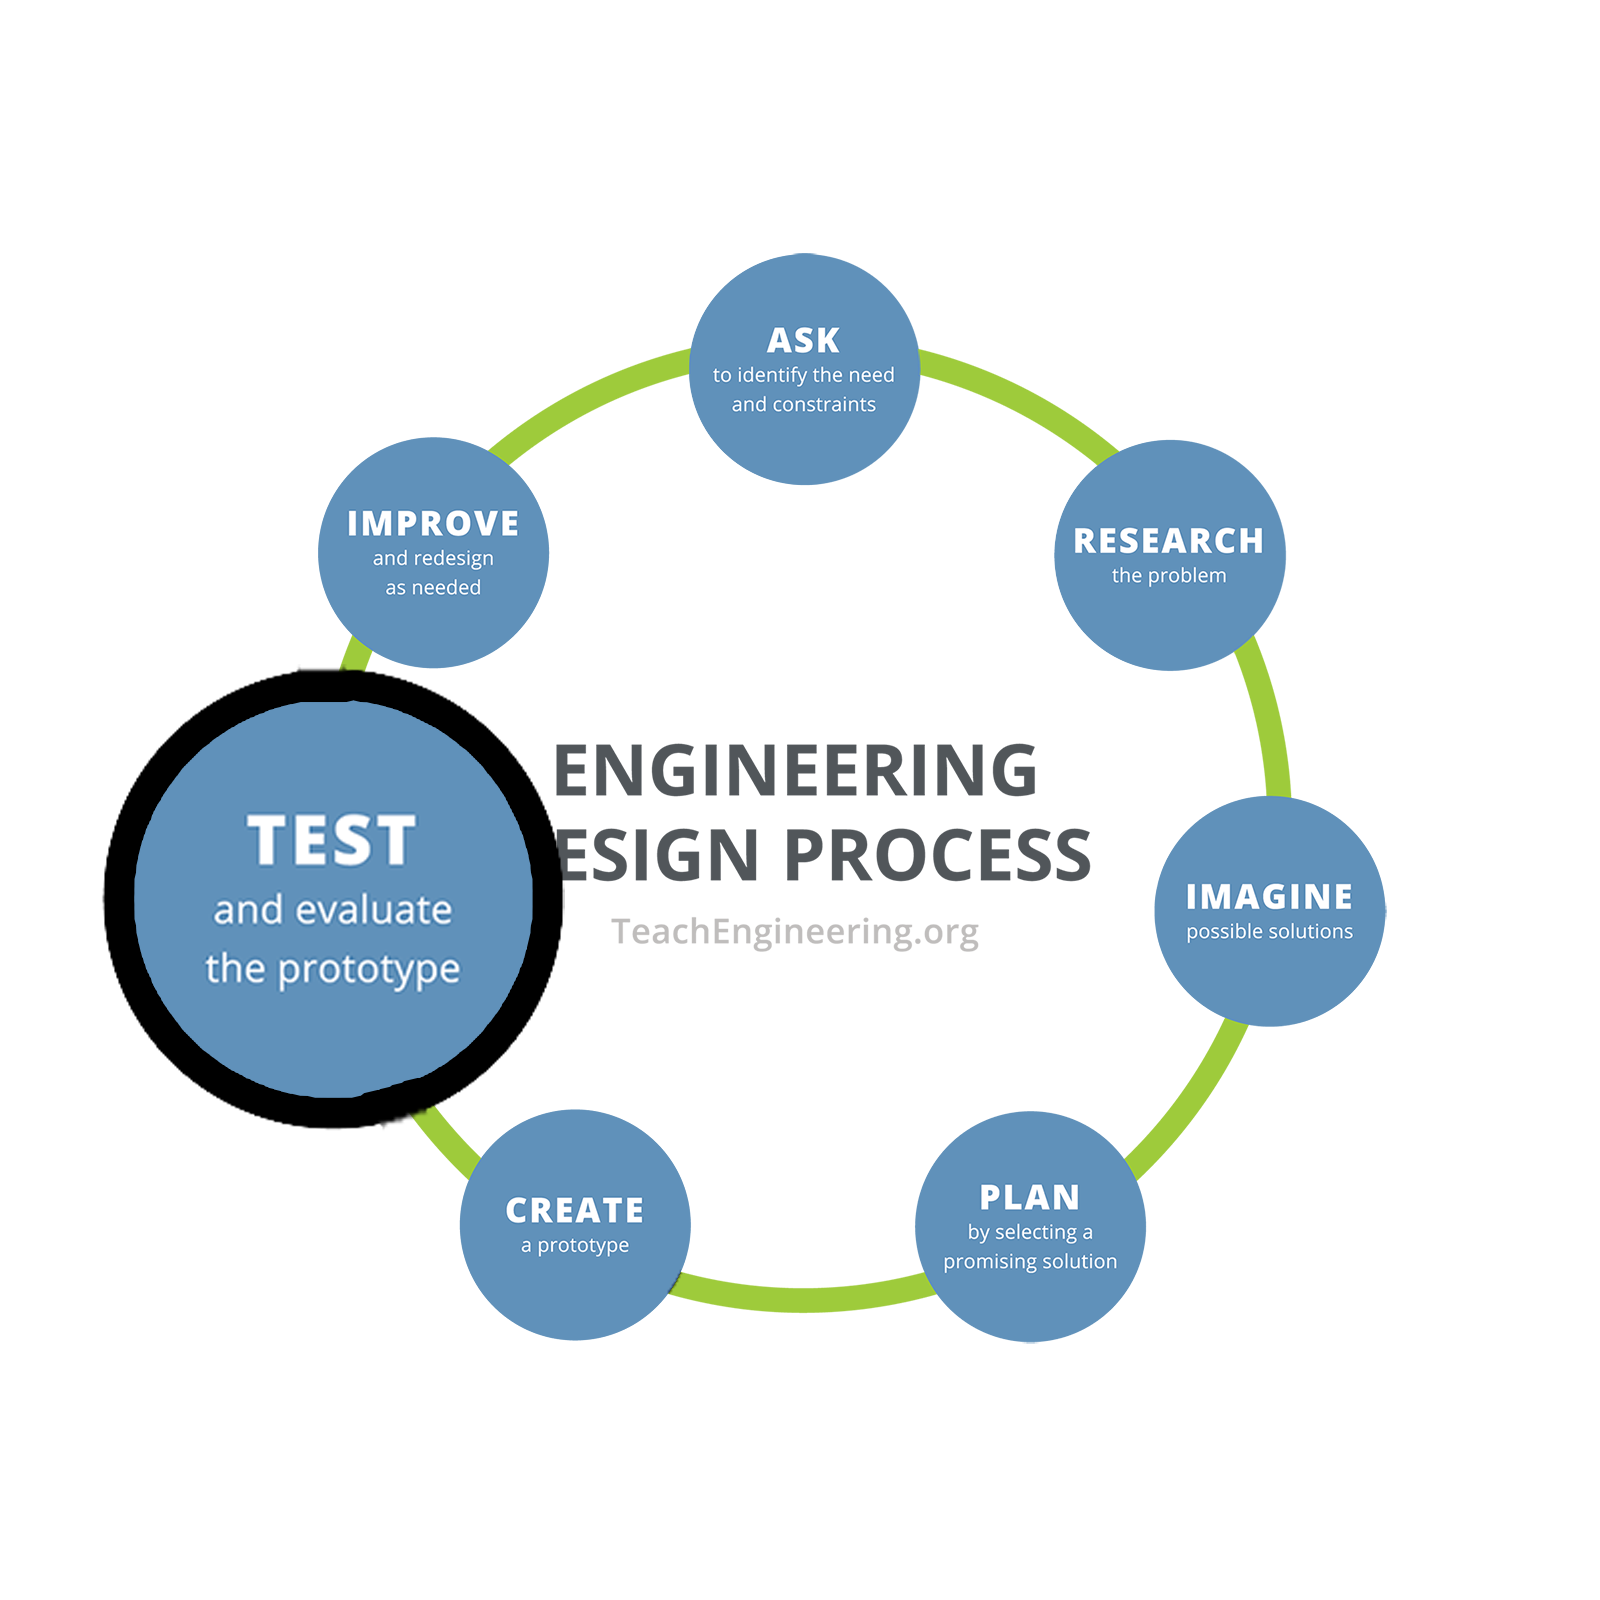 ASK
to identify the need
and constraints
RESEARCH
the problem
IMAGINE
possible solutions
PLAN
by selecting a
promising solution
CREATE
a prototype
TEST
and evaluate
the prototype
IMPROVE
and redesign
as needed
ENGINEERING
ESIGN PROCESS
TeachEngineering.org